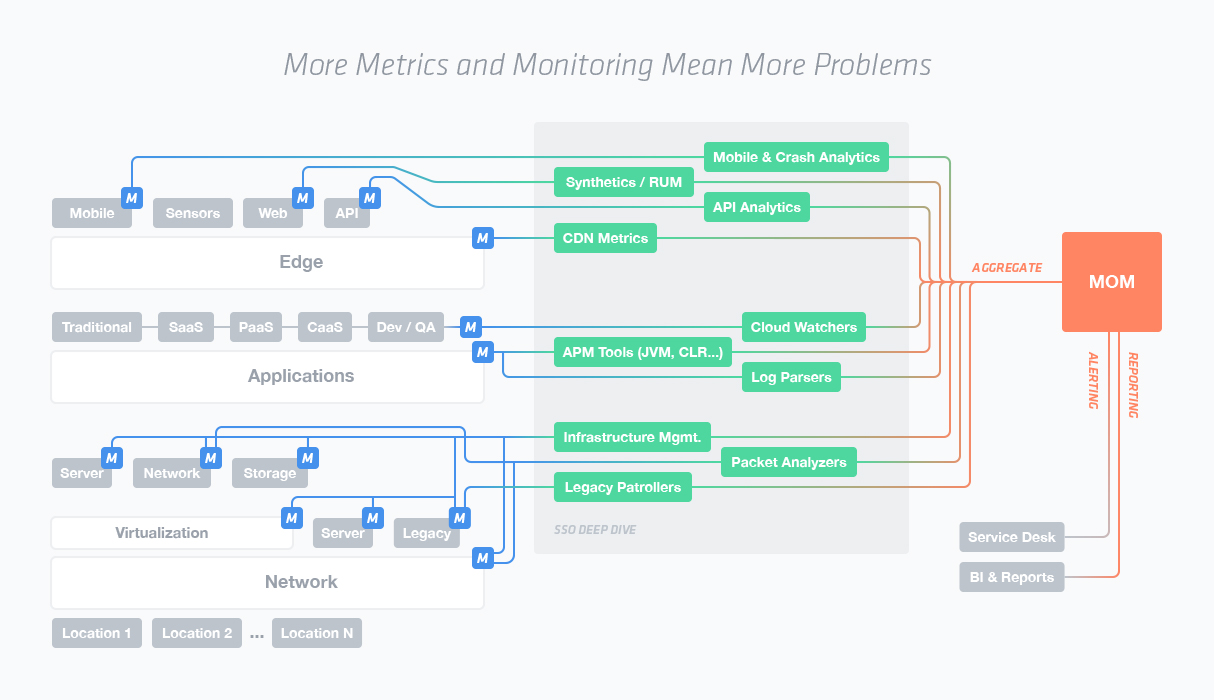 More Metrics and Monitoring Mean More Problems
Mobile & Crash Analytics
Synthetics / RUM
M
M
M
Mobile
Sensors
Web
API
API Analytics
M
CDN Metrics
Edge
AGGREGATE
MOM
Traditional
SaaS
PaaS
CaaS
Dev / QA
M
Cloud Watchers
M
APM Tools (JVM, CLR...)
Applications
Log Parsers
ALERTING
REPORTING
Infrastructure Mgmt.
M
M
M
Server
Network
Storage
Packet Analyzers
Legacy Patrollers
M
M
M
Virtualization
Server
Legacy
SSO DEEP DIVE
Service Desk
M
Network
BI & Reports
Location 1
Location 2
...
Location N